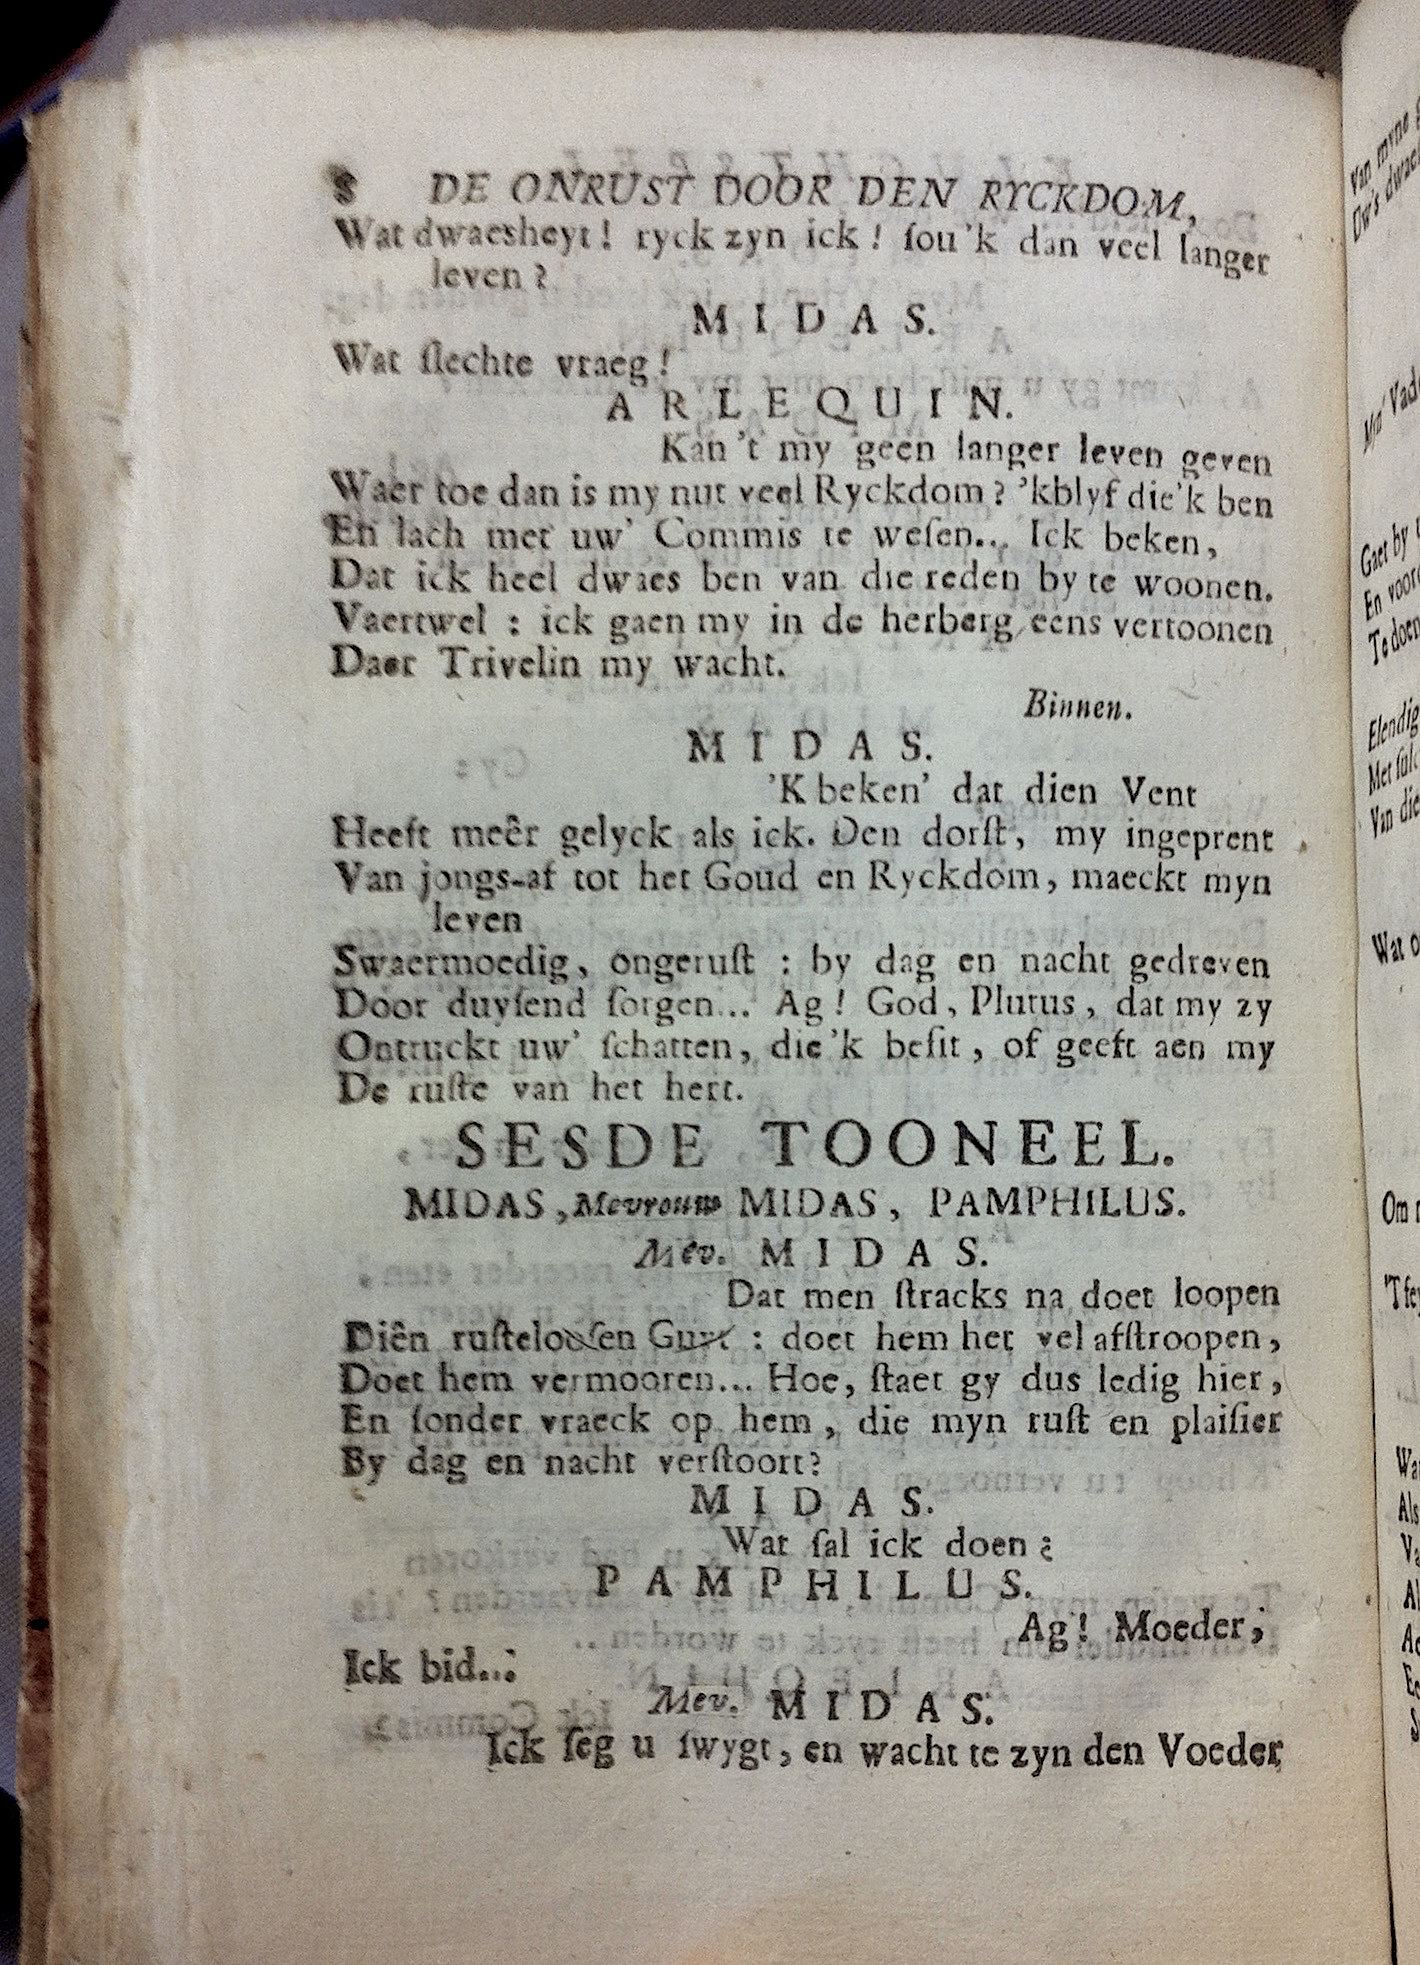 8 DE ONRUST DOOR DEN RYCKDOM,
Wat dwaesheyt! ryck zyn ick! ſou'k dan veel langer
leven?
MIDAS.
Wat ſlechte vraeg!
ARLEQUIN.
Kan't my geen langer leven geven
Waer toe dan is my nut veel Ryckdom? 'kblyf die'k ben
En lach met uw' Commis te weſen... Ick beken,
Dat ick heel dwaes ben van die reden by te woonen.
Vaertwel: ick gaen my in de herberg eens vertoonen
Daer Trivelin my wacht.
Binnen.
MIDAS.
'K beken' dat dien Vent
Heeft meêr gelyck als ick. Den dorſt, my ingeprent
Van jongs-af tot het Goud en Ryckdom, maeckt myn
leven
Swaermoedig, ongeruſt: by dag en nacht gedreven
Door duyſend ſorgen... Ag! God, Plutus, dat my zy
Ontruckt uw' ſchatten, die'k beſit, of geeft aen my
De ruſte van het hert.
SESDE TOONEEL.
MIDAS, Mevrouw MIDAS, PAMPHILUS.
Mev. MIDAS.
Dat men ſtracks na doet loopen
Diên ruſtelooſen Guyt: doet hem het vel afſtroopen,
Doet hem vermooren... Hoe, ſtaet gy dus ledig hier,
En ſonder vraeck op hem, die myn ruſt en plaiſier
By dag en nacht verſtoort?
MIDAS.
Wat ſal ick doen?
PAMPHILUS.
Ag! Moeder,
Ick bid...
Mev. MIDAS.
Ick ſeg u ſwygt, en wacht te zyn den Voeder